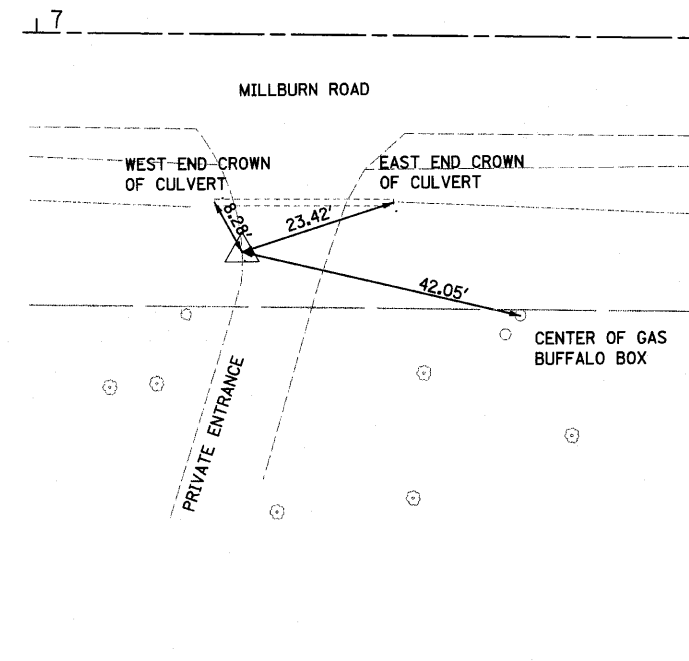 7
MILLBURN ROAD
WEST END CROWN
OF CULVERT
EAST END CROWN
OF CULVERT
8.28'
23.42'
42.05'
CENTER OF GAS
BUFFALO BOX
PRIVATE ENTRANCE